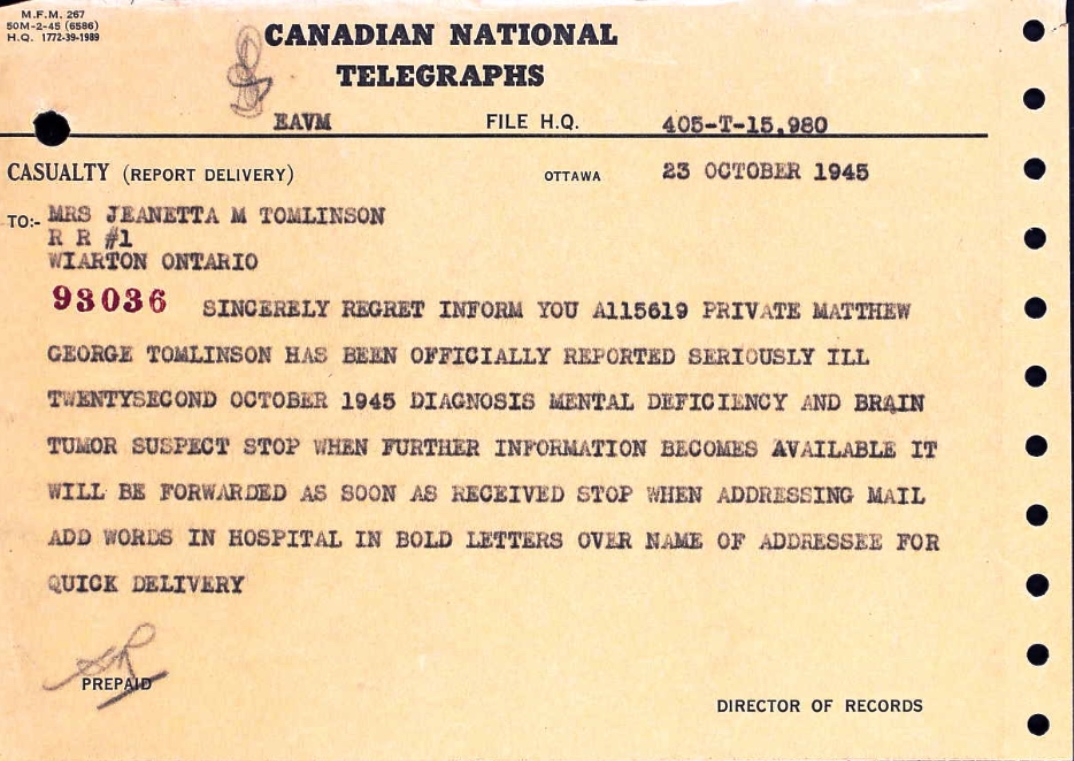 M.F.M. 267
50M-2-45 (6586)
H.Q. 1772-39-1989
CANADIAN NATIONAL
TELEGRAPHS
EAVM FILE H.Q. 405-T-15,980
CASUALTY (REPORT DELIVERY) OTTAWA 23 OCTOBER 1945
TO:- MRS JEANETTA M TOMLINSON
R R #1
WIARTON ONTARIO
93036 SINCERELY REGRET INFORM YOU A115619 PRIVATE MATTHEW
GEORGE TOMLINSON HAS BEEN OFFICIALLY REPORTED SERIOUSLY ILL
TWENTYSECOND OCTOBER 1945 DIAGNOSIS MENTAL DEFICIENCY AND BRAIN
TUMOR SUSPECT STOP WHEN FURTHER INFORMATION BECOMES AVAILABLE IT
WILL BE FORWARDED AS SOON AS RECEIVED STOP WHEN ADDRESSING MAIL
ADD WORDS IN HOSPITAL IN BOLD LETTERS OVER NAME OF ADDRESSEE FOR
QUICK DELIVERY
PREPAID
DIRECTOR OF RECORDS